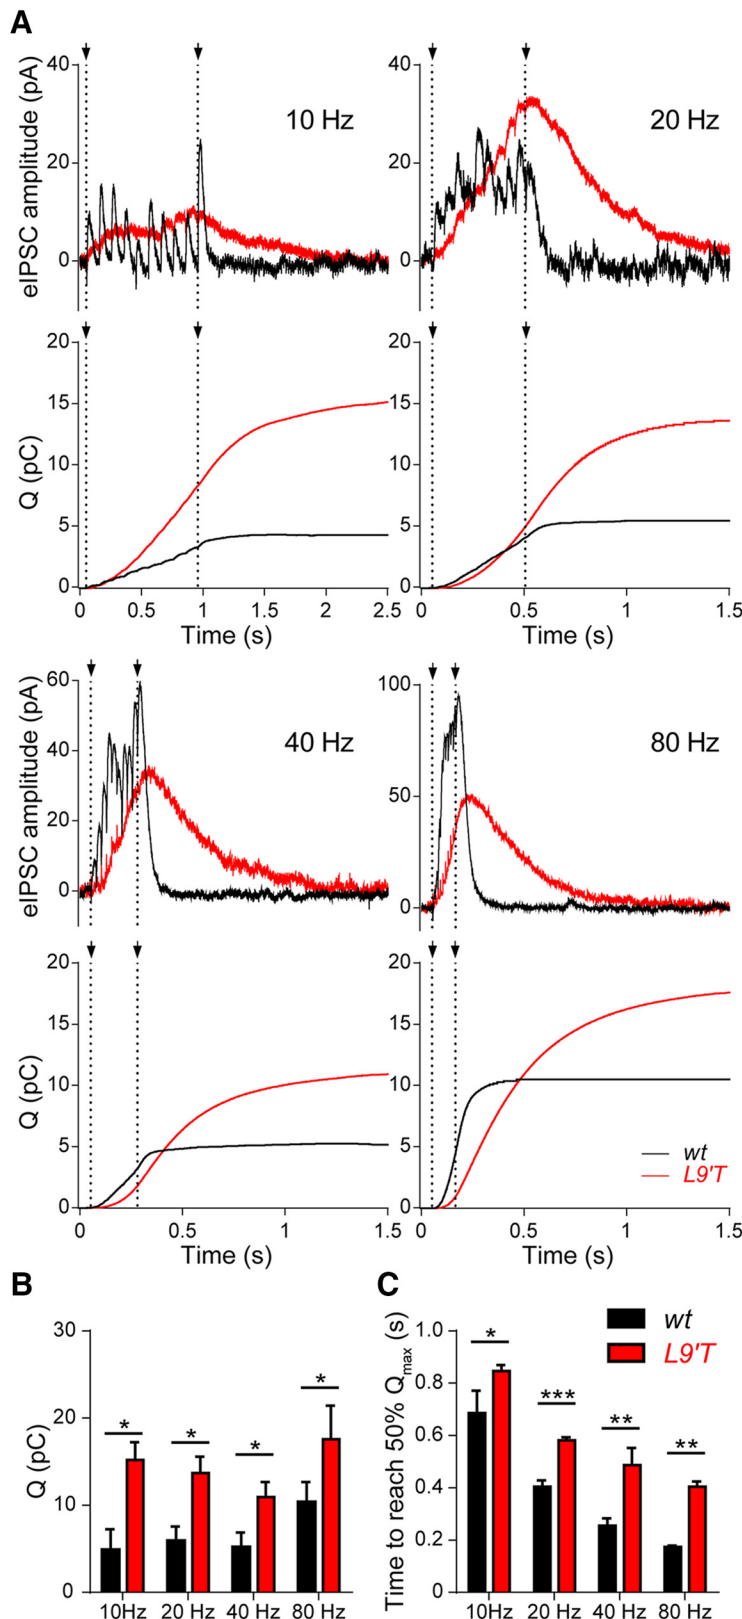 A
eIPSC amplitude (pA)
40
20
0
10 Hz
40
20
0
20 Hz
Q (pC)
20
15
10
5
0
0 0.5 1 1.5 2 2.5
Time (s)
20
15
10
5
0
0 0.5 1 1.5
Time (s)
eIPSC amplitude (pA)
60
40
20
0
40 Hz
100
50
0
80 Hz
Q (pC)
20
15
10
5
0
0 0.5 1 1.5
Time (s)
20
15
10
5
0
wt
L9'T
0 0.5 1 1.5
Time (s)
B
Q (pC)
30
20
10
0
* * * *
10Hz 20 Hz 40 Hz 80 Hz
C
Time to reach 50% Qmax (s)
1.0
0.8
0.6
0.4
0.2
wt
L9'T
* *** ** **
10Hz 20 Hz 40 Hz 80 Hz